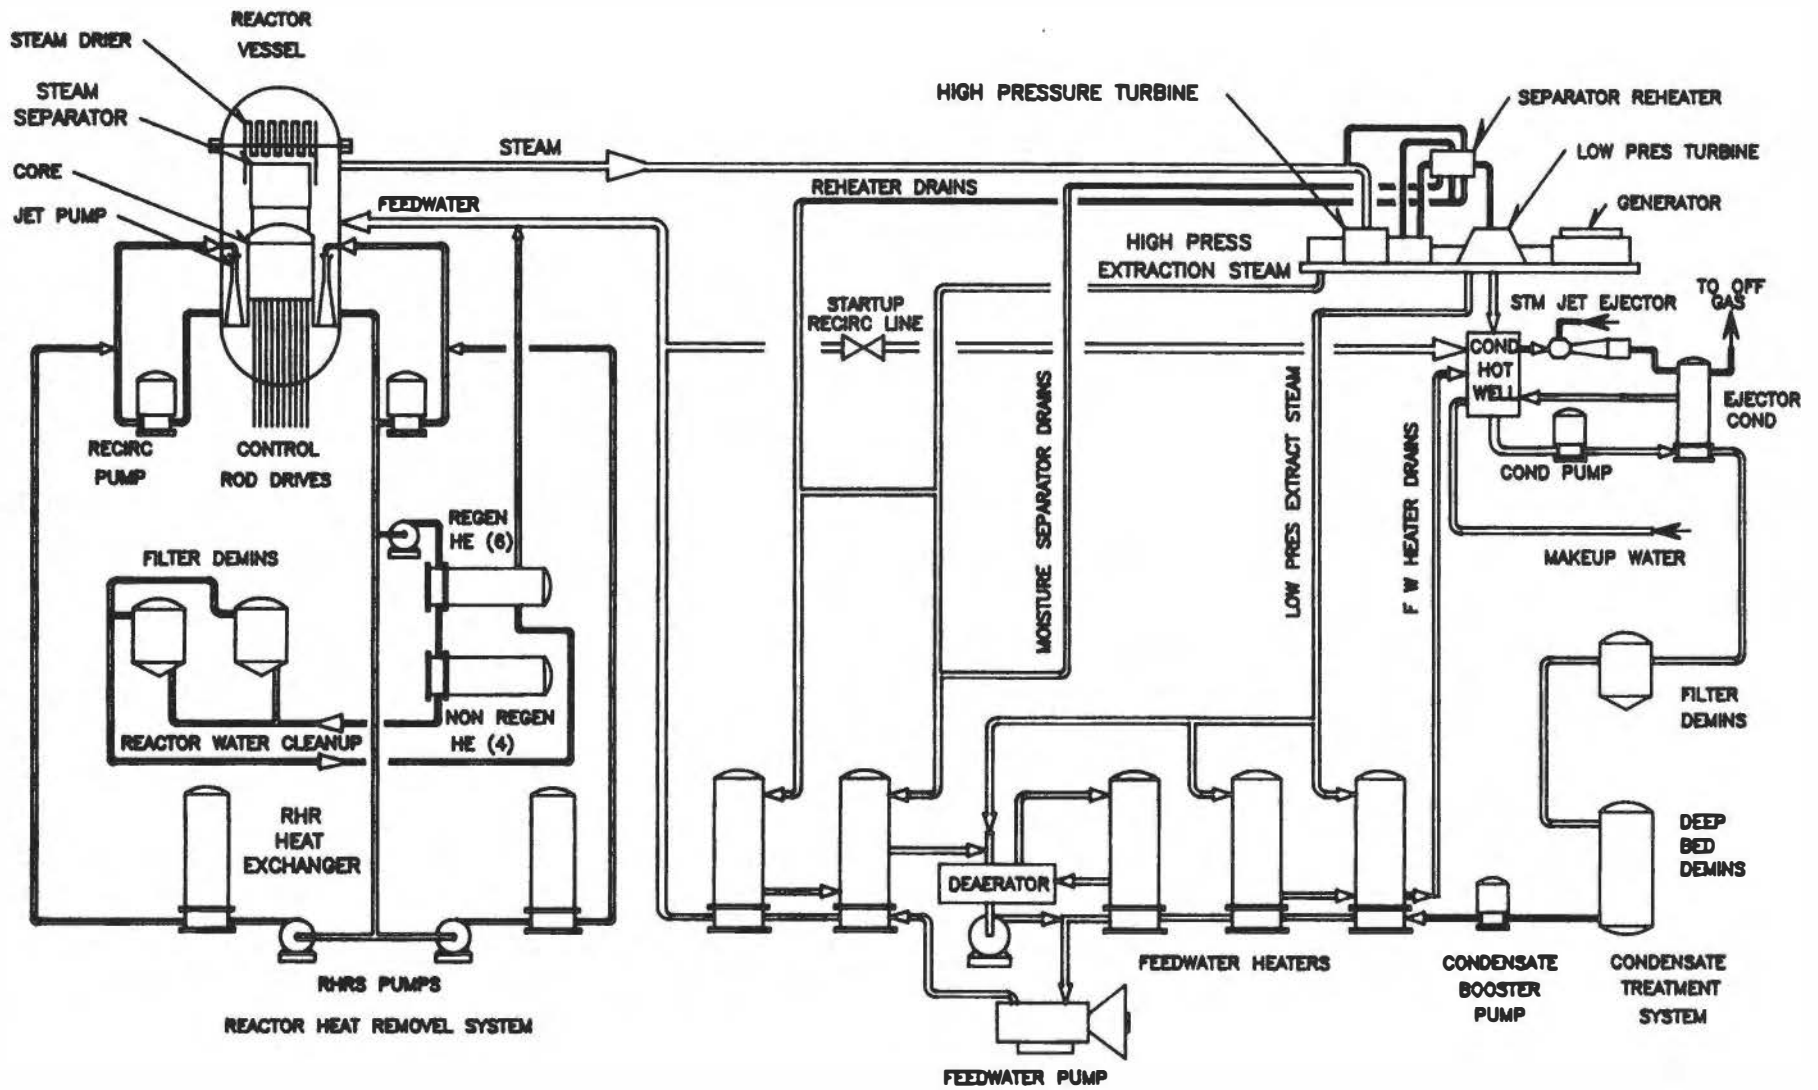 REACTOR
VESSEL
STEAM DRIER
STEAM
SEPARATOR
CORE
JET PUMP
STEAM
FEEDWATER
REHEATER DRAINS
HIGH PRESSURE TURBINE
SEPARATOR REHEATER
LOW PRES TURBINE
GENERATOR
HIGH PRESS
EXTRACTION STEAM
STARTUP
RECIRC LINE
STM JET EJECTOR
TO OFF
GAS
COND
HOT
WELL
EJECTOR
COND
COND PUMP
MAKEUP WATER
RECIRC
PUMP
CONTROL
ROD DRIVES
REGEN
HE (6)
FILTER DEMINS
NON REGEN
HE (4)
REACTOR WATER CLEANUP
MOISTURE SEPARATOR DRAINS
LOW PRES EXTRACT STEAM
F W HEATER DRAINS
FILTER
DEMINS
RHR
HEAT
EXCHANGER
DEAERATOR
DEEP
BED
DEMINS
RHRS PUMPS
REACTOR HEAT REMOVEL SYSTEM
FEEDWATER HEATERS
CONDENSATE
BOOSTER
PUMP
CONDENSATE
TREATMENT
SYSTEM
FEEDWATER PUMP